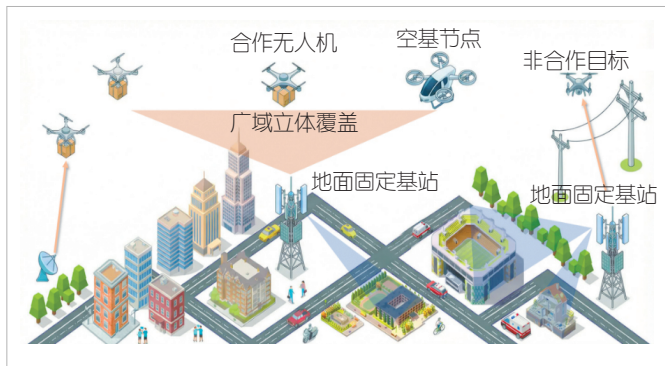 合作无人机
空基节点
非合作目标
广域立体覆盖
地面固定基站
地面固定基站